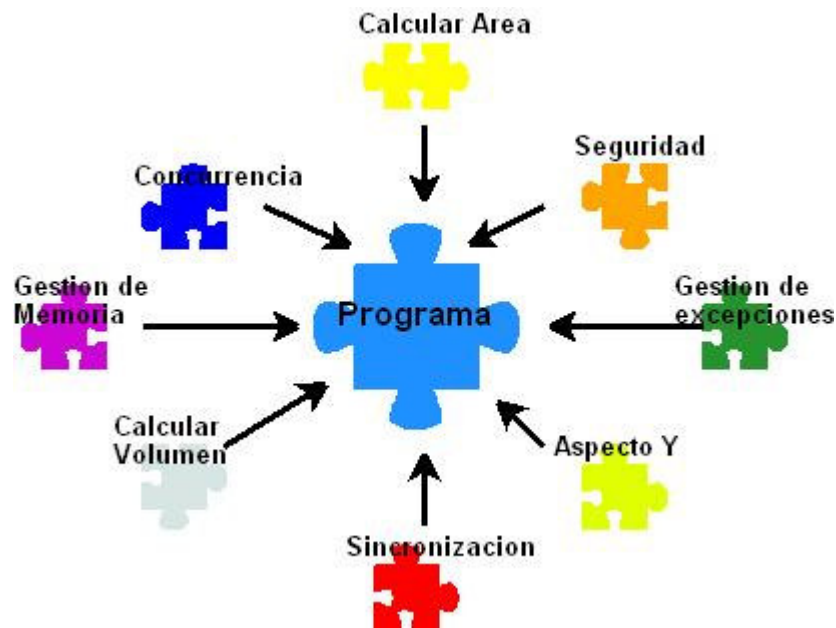 Calcular Area
Seguridad
Concurrencia
Gestion de
Memoria
Programa
Gestion de
excepciones
Calcular
Volumen
Aspecto Y
Sincronizacion